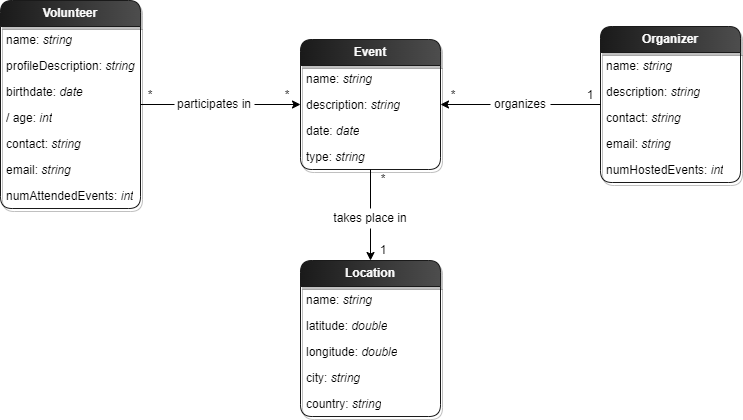 Volunteer
name: string
profileDescription: string
birthdate: date
/ age: int
contact: string
email: string
numAttendedEvents: int
* participates in *
Event
name: string
description: string
date: date
type: string
* organizes 1
Organizer
name: string
description: string
contact: string
email: string
numHostedEvents: int
*
takes place in
1
Location
name: string
latitude: double
longitude: double
city: string
country: string